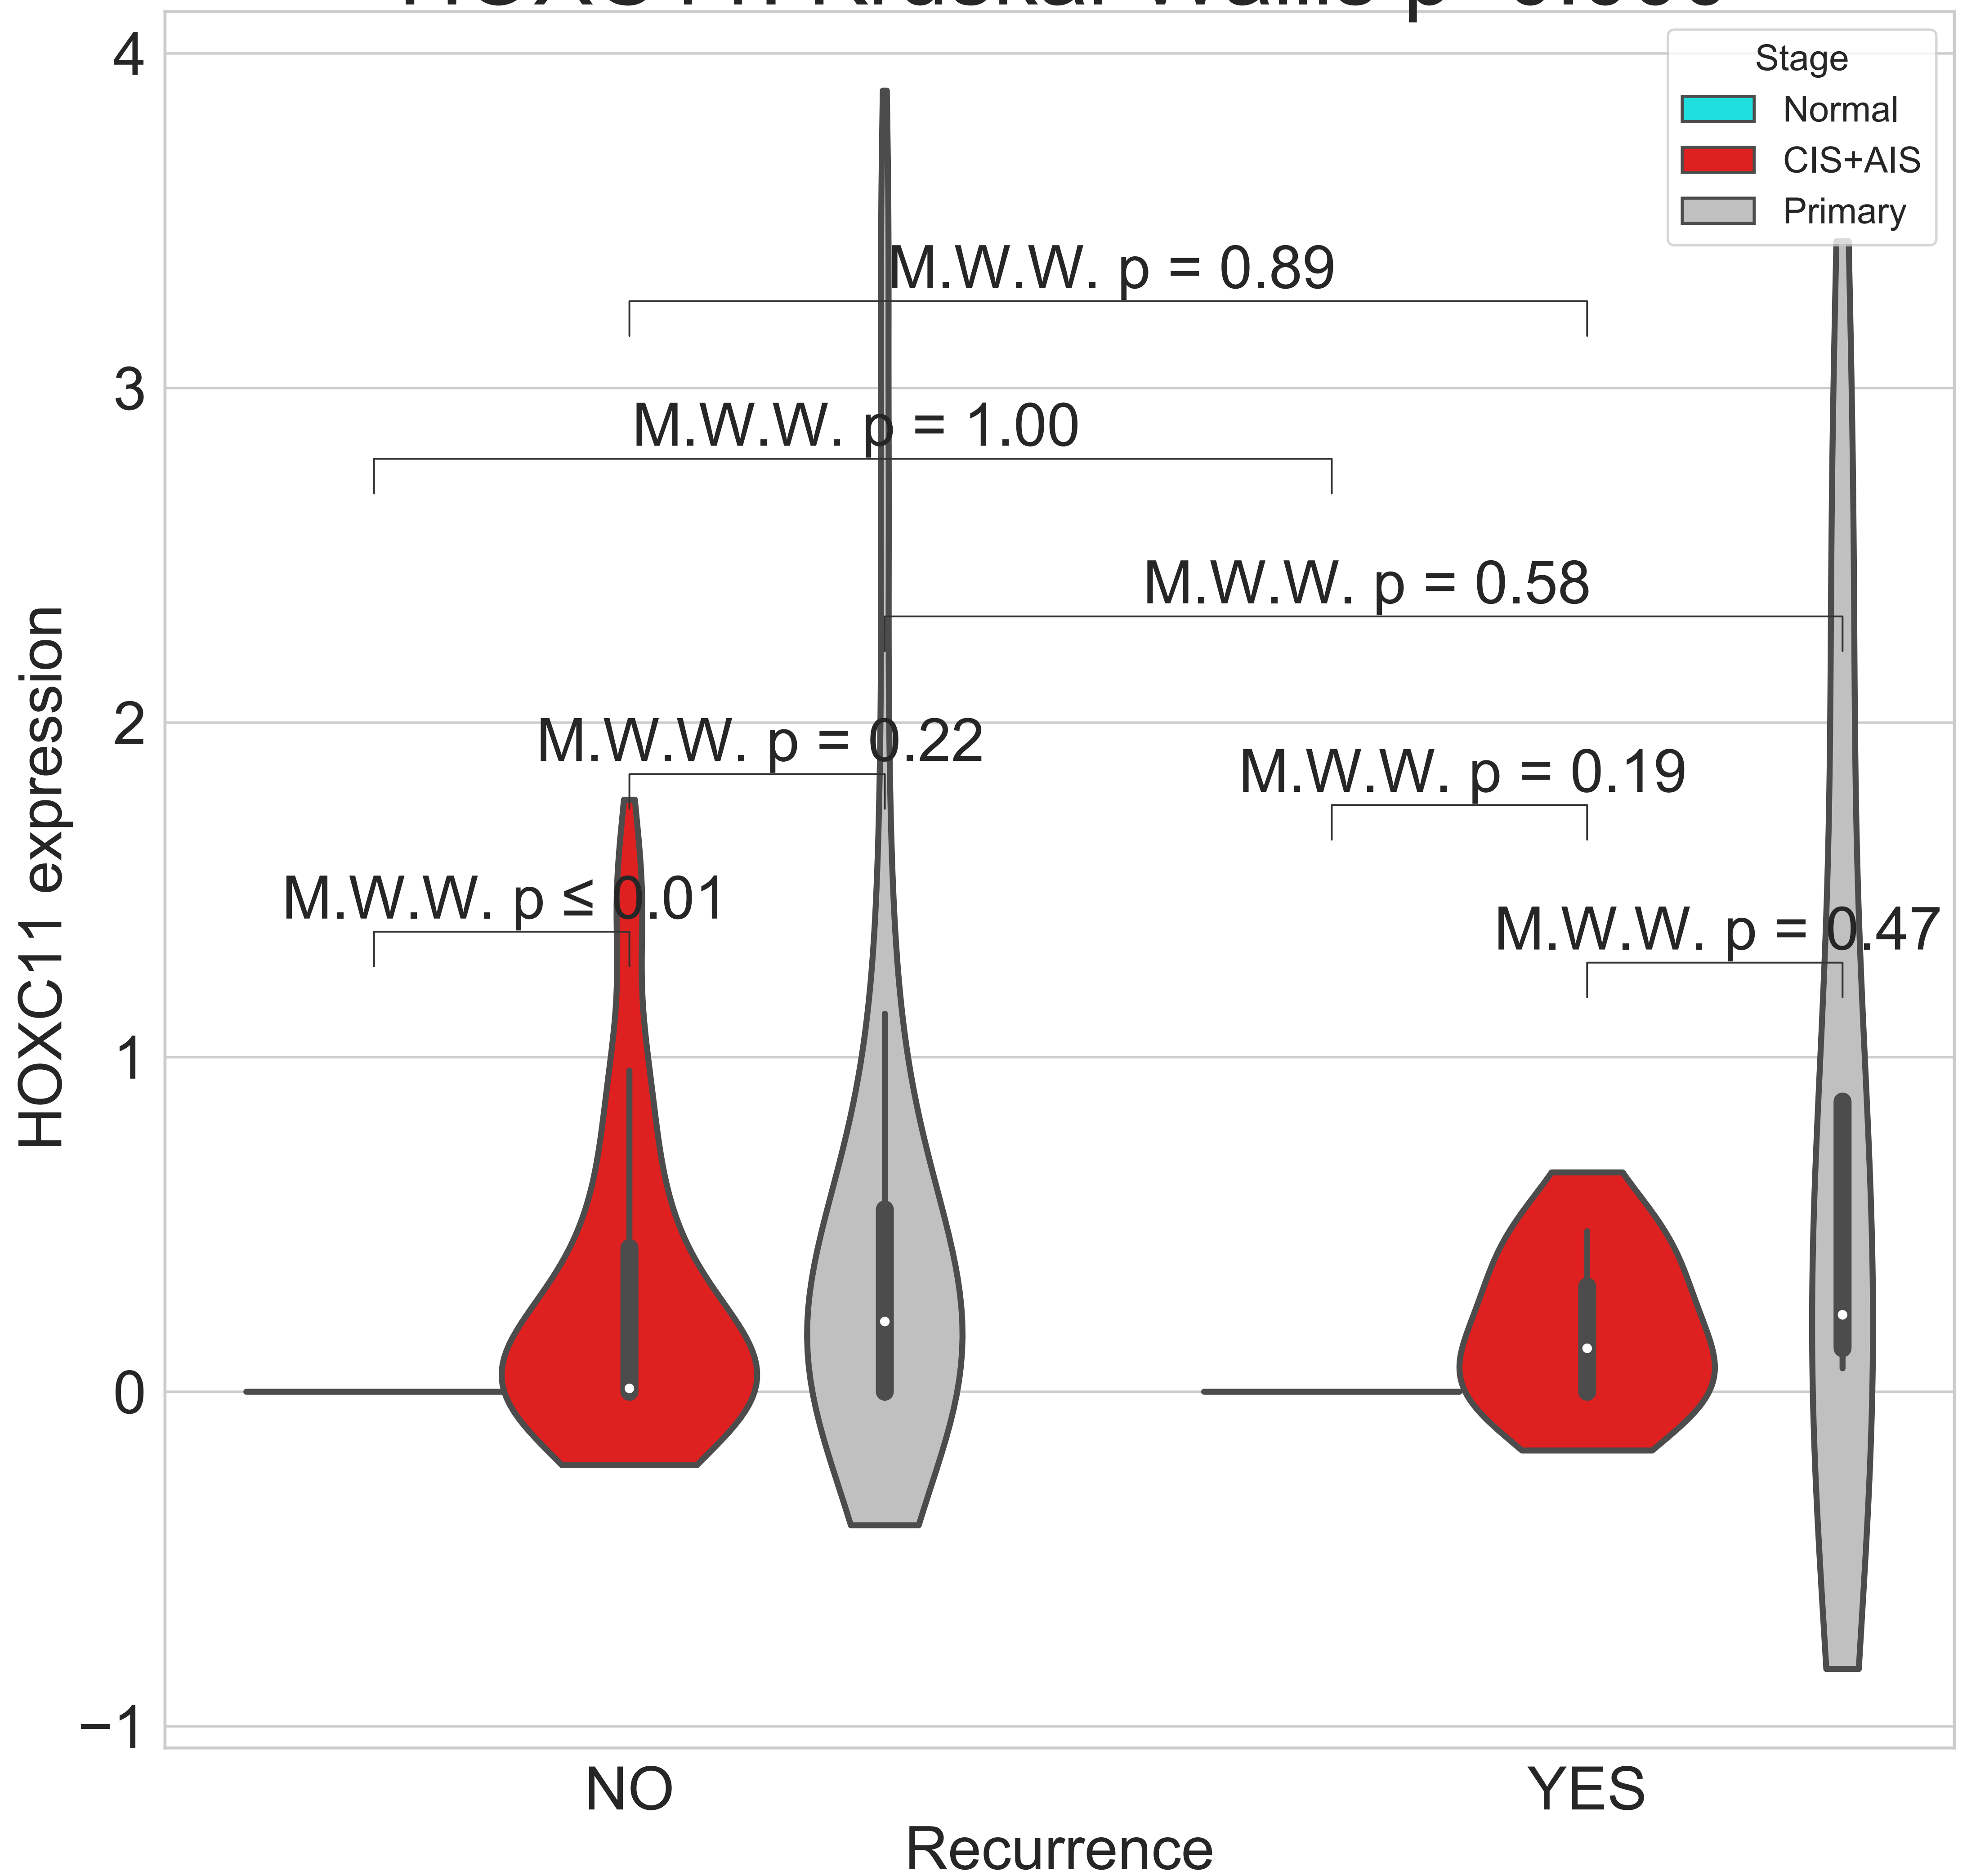 4
3
2
1
0
−1
HOXC11 expression
Stage
Normal
CIS+AIS
Primary
M.W.W. p = 0.89
M.W.W. p = 1.00
M.W.W. p = 0.58
M.W.W. p = 0.22
M.W.W. p = 0.19
M.W.W. p ≤ 0.01
M.W.W. p = 0.47
NO
YES
Recurrence